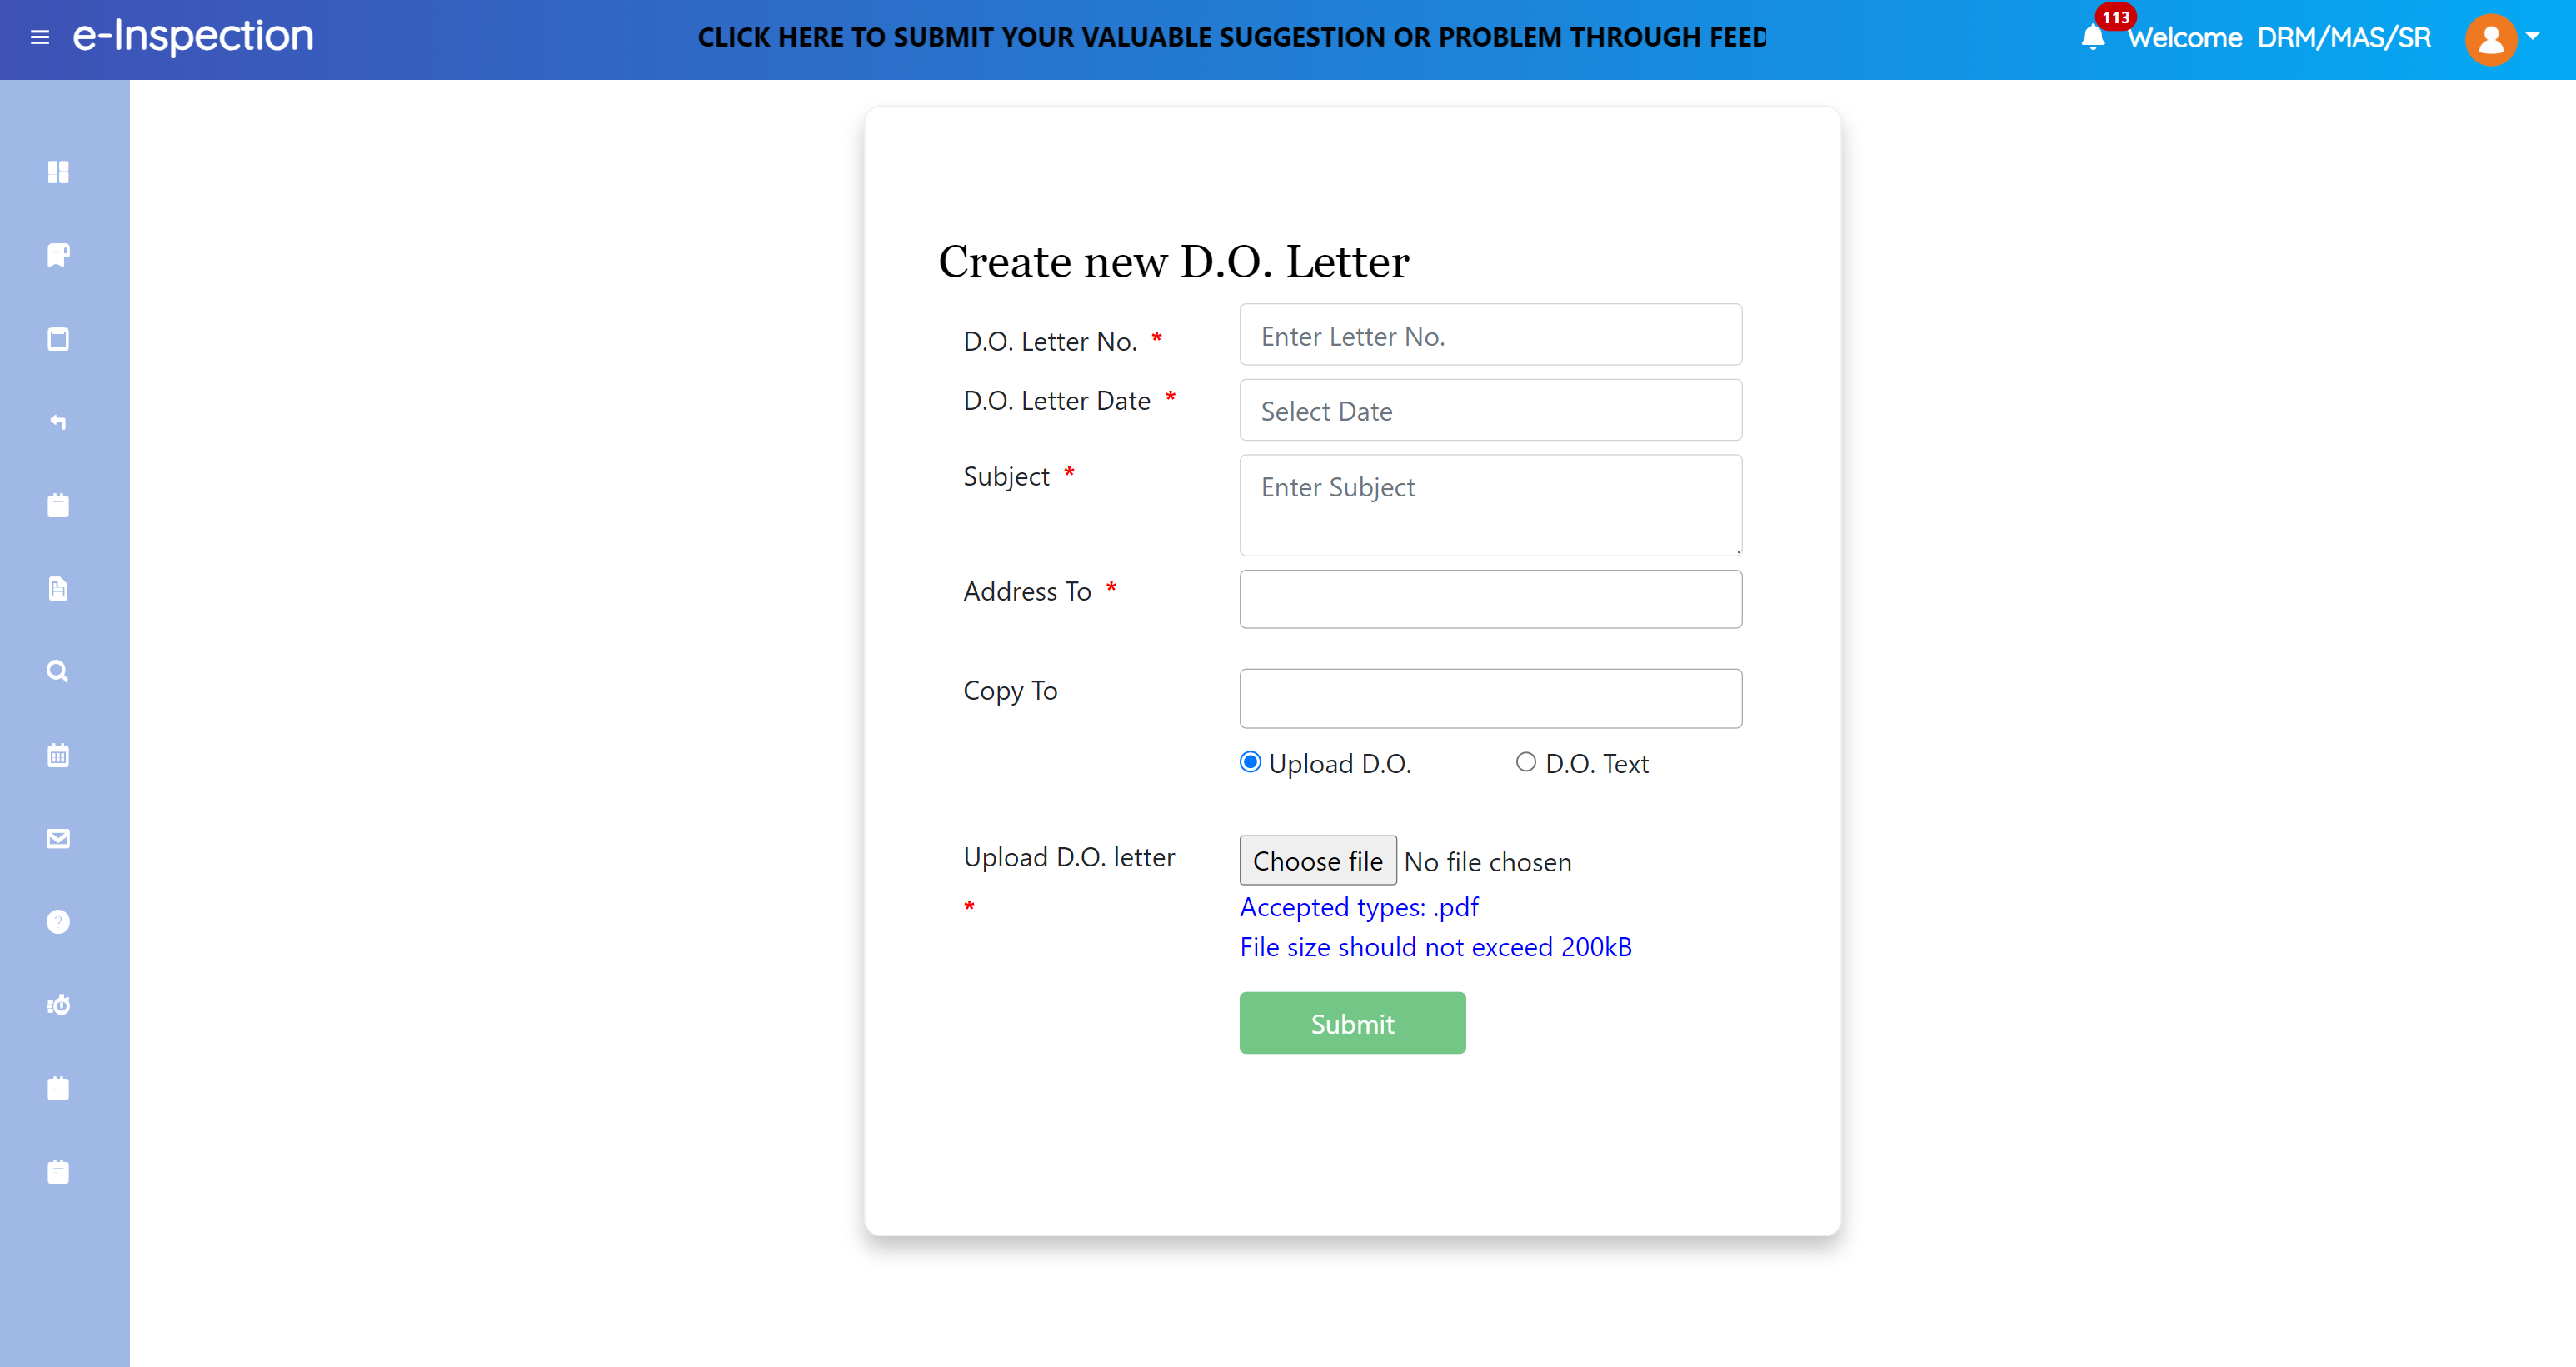 e-Inspection
CLICK HERE TO SUBMIT YOUR VALUABLE SUGGESTION OR PROBLEM THROUGH FEED
113
Welcome DRM/MAS/SR
Create new D.O. Letter
D.O. Letter No. *
Enter Letter No.
D.O. Letter Date *
Select Date
Subject *
Enter Subject
Address To *
Copy To
Upload D.O.
D.O. Text
Upload D.O. letter
*
Choose file No file chosen
Accepted types: .pdf
File size should not exceed 200kB
Submit